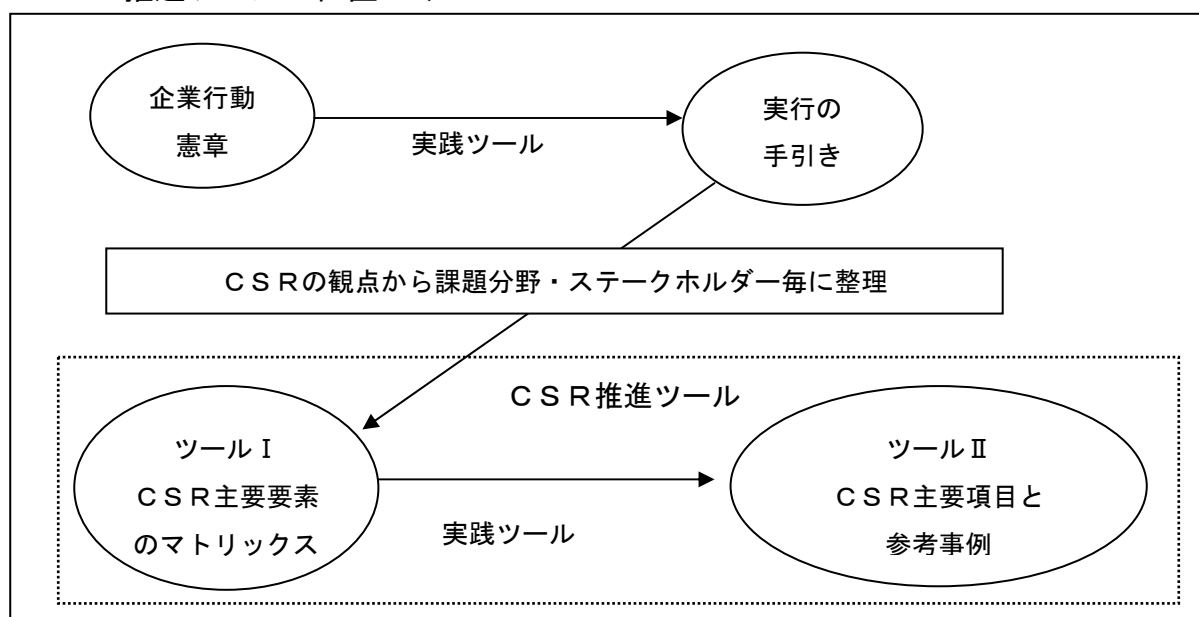 企業行動
憲章
実践ツール
実行の
手引き
ＣＳＲの観点から課題分野・ステークホルダー毎に整理
ＣＳＲ推進ツール
ツールⅠ
ＣＳＲ主要要素
のマトリックス
実践ツール
ツールⅡ
ＣＳＲ主要項目と
参考事例